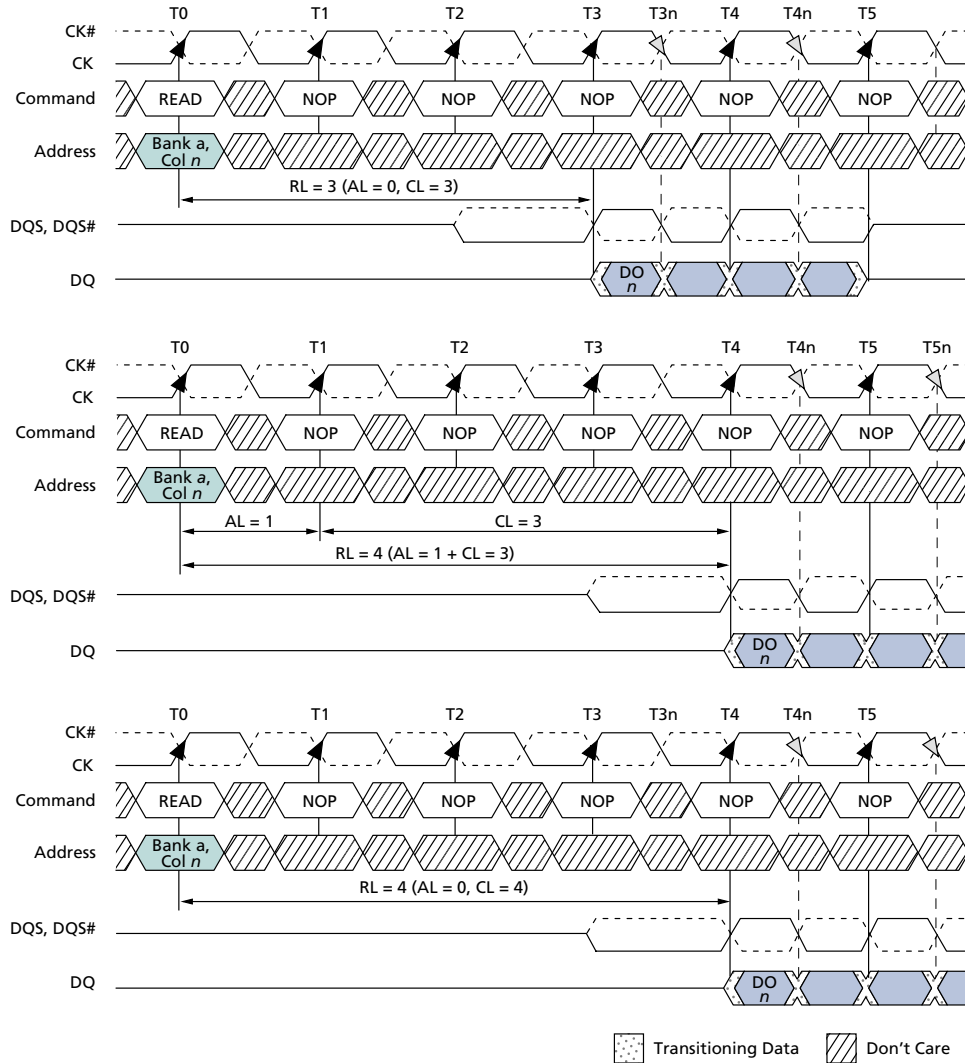 T0 T1 T2 T3 T3n T4 T4n T5
CK#
CK
Command READ NOP NOP NOP NOP NOP
Address Bank a,
Col n
RL = 3 (AL = 0, CL = 3)
DQS, DQS#
DQ DO
n
T0 T1 T2 T3 T4 T4n T5 T5n
CK#
CK
Command READ NOP NOP NOP NOP NOP
Address Bank a,
Col n
AL = 1 CL = 3
RL = 4 (AL = 1 + CL = 3)
DQS, DQS#
DQ DO
n
T0 T1 T2 T3 T3n T4 T4n T5
CK#
CK
Command READ NOP NOP NOP NOP NOP
Address Bank a,
Col n
RL = 4 (AL = 0, CL = 4)
DQS, DQS#
DQ DO
n
Transitioning Data Don't Care